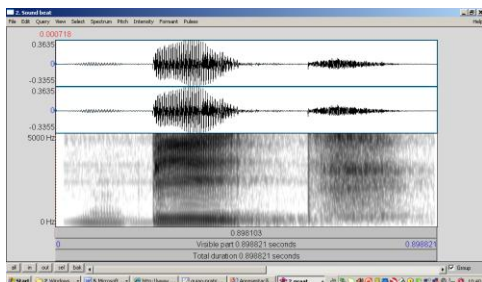 2. Sound beat
File Edit Query View Select Spectrum Pitch Intensity Formant Pulses Help
0.000718
0.3635
0
-0.3355
0.3635
0
-0.3355
5000 Hz
0 Hz
0.898103
0 Visible part 0.898821 seconds 0.898821
Total duration 0.898821 seconds
all in out sel bak Group
Start